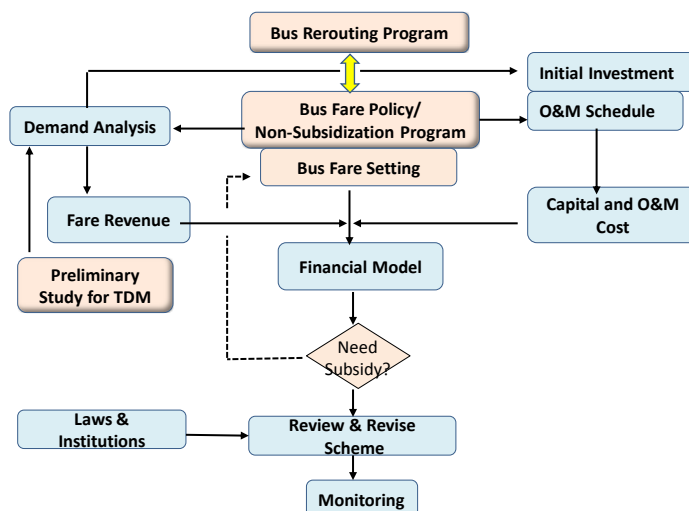 Bus Rerouting Program
Initial Investment
Bus Fare Policy/
Non-Subsidization Program
O&M Schedule
Demand Analysis
Bus Fare Setting
Fare Revenue
Capital and O&M
Cost
Preliminary
Study for TDM
Financial Model
Need
Subsidy?
Laws &
Institutions
Review & Revise
Scheme
Monitoring